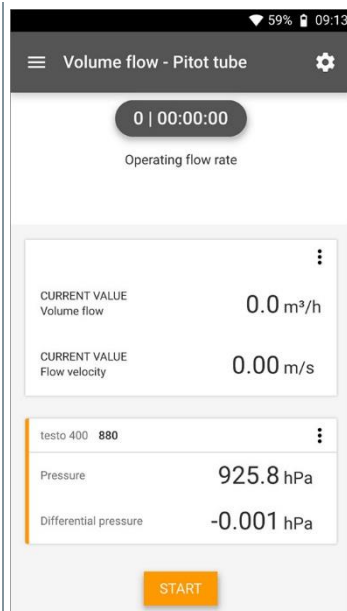 59% 09:13
Volume flow - Pitot tube
0 | 00:00:00
Operating flow rate
CURRENT VALUE
Volume flow
0.0 m³/h
CURRENT VALUE
Flow velocity
0.00 m/s
testo 400 880
Pressure 925.8 hPa
Differential pressure -0.001 hPa
START